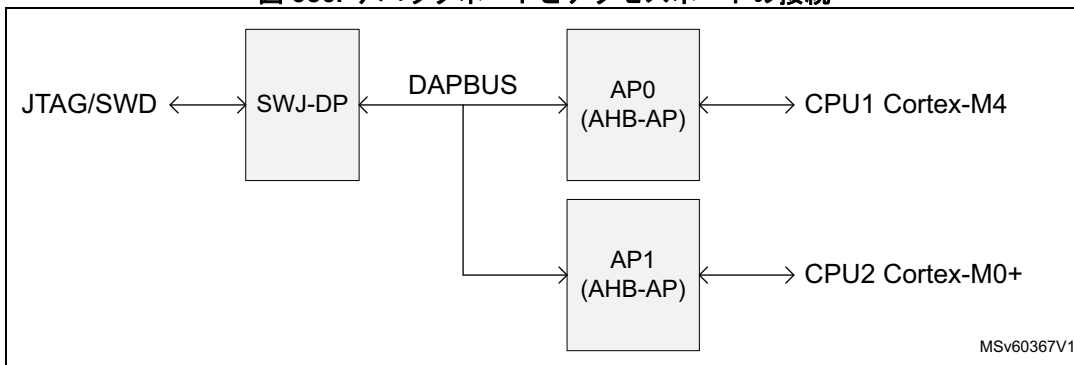 JTAG/SWD
SWJ-DP
DAPBUS
AP0
(AHB-AP)
CPU1 Cortex-M4
AP1
(AHB-AP)
CPU2 Cortex-M0+
MSv60367V1